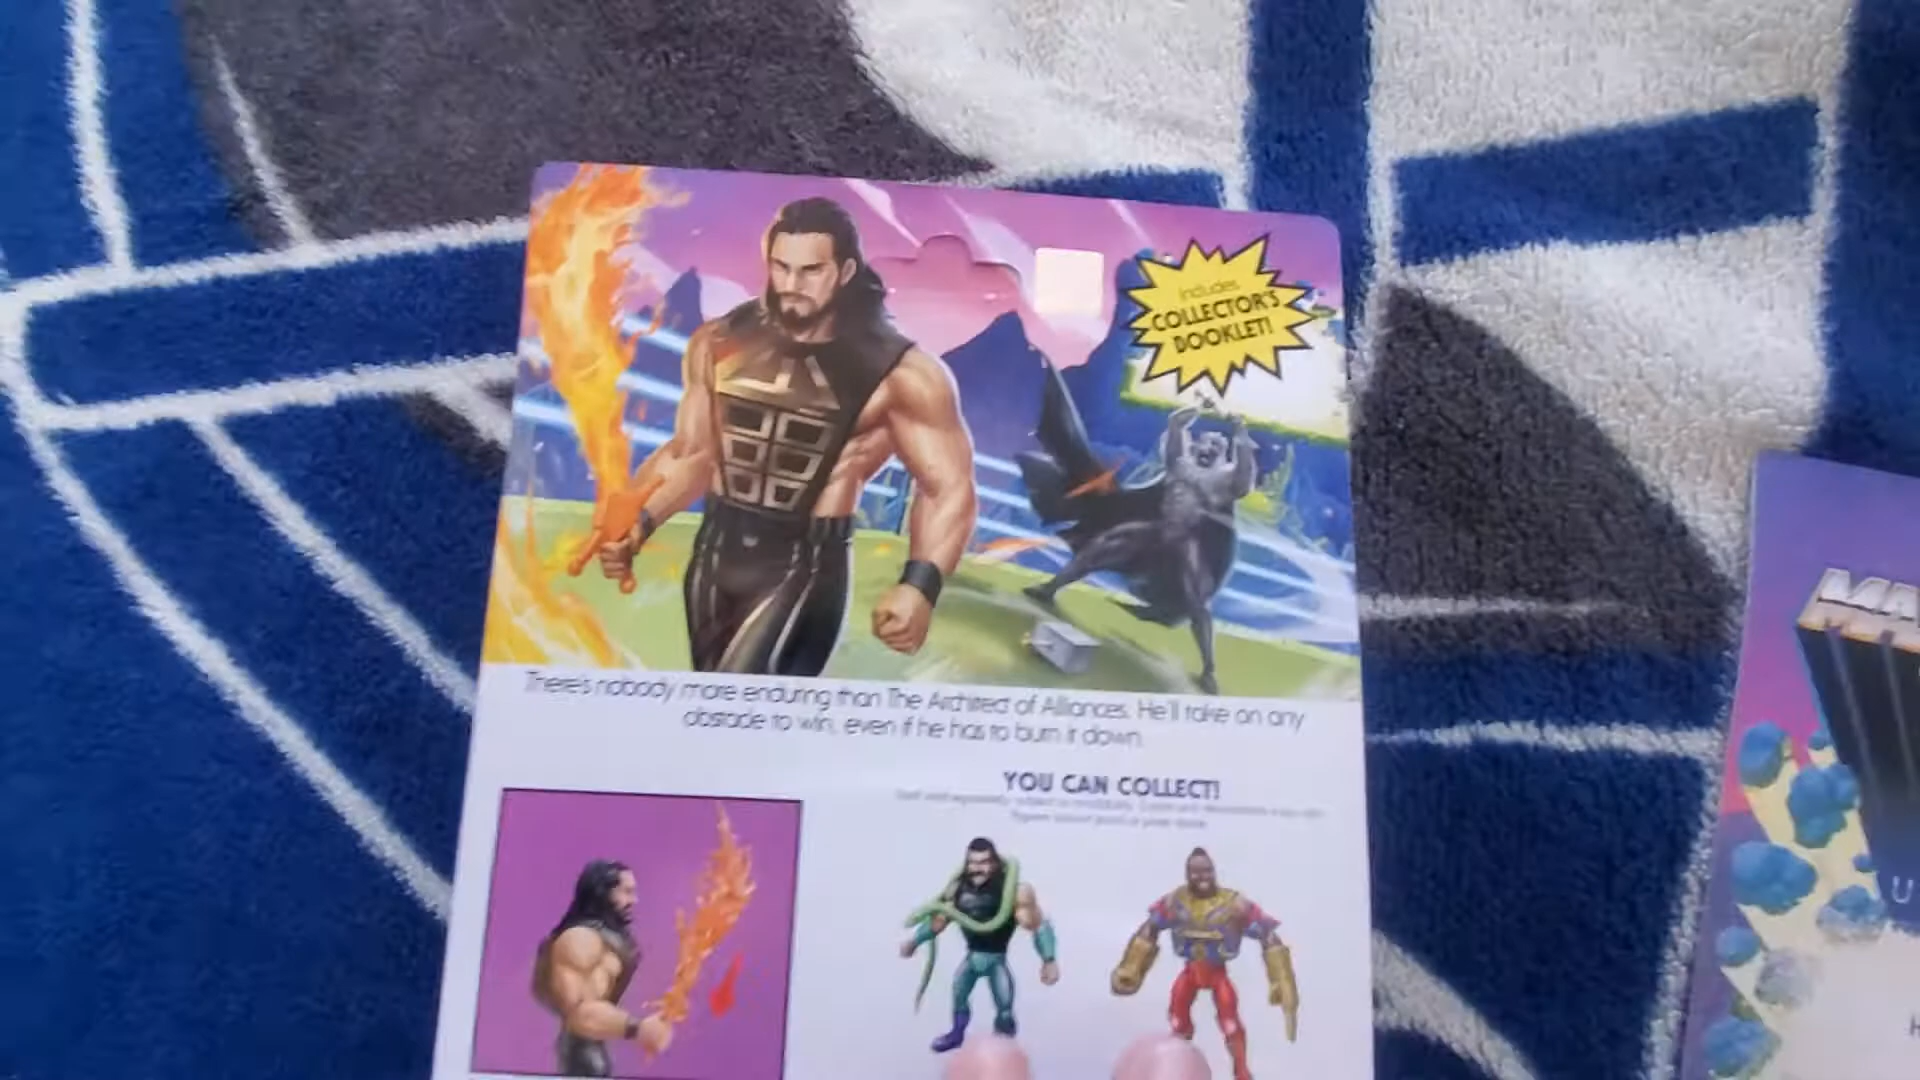 Includes
COLLECTOR'S
BOOKLET!
There's nobody more enduring than The Architect of Alliances. He'll take on any
obstacle to win, even if he has to burn it down.
YOU CAN COLLECT!
MA
U
H